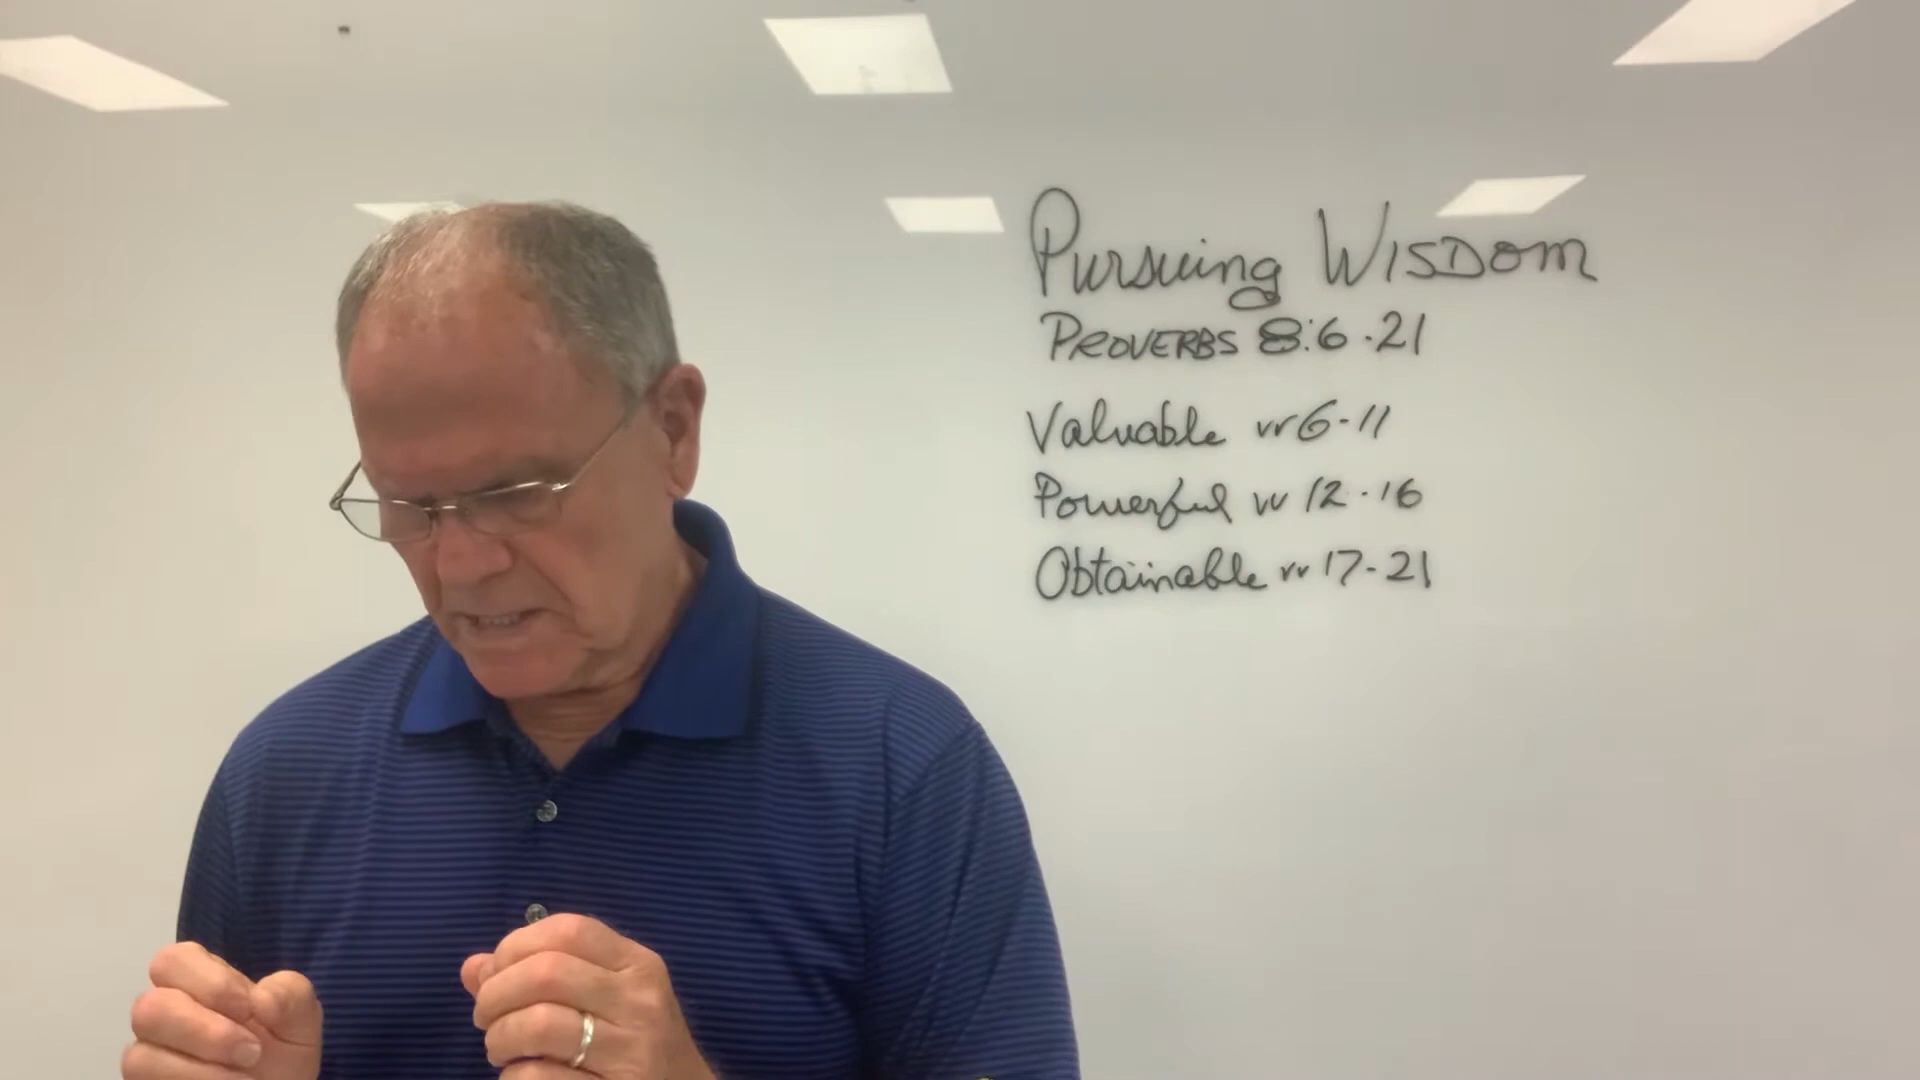 Pursuing WISDOM
PROVERBS 8:6-21
Valuable vv 6-11
Powerful vv 12-16
Obtainable vv 17-21